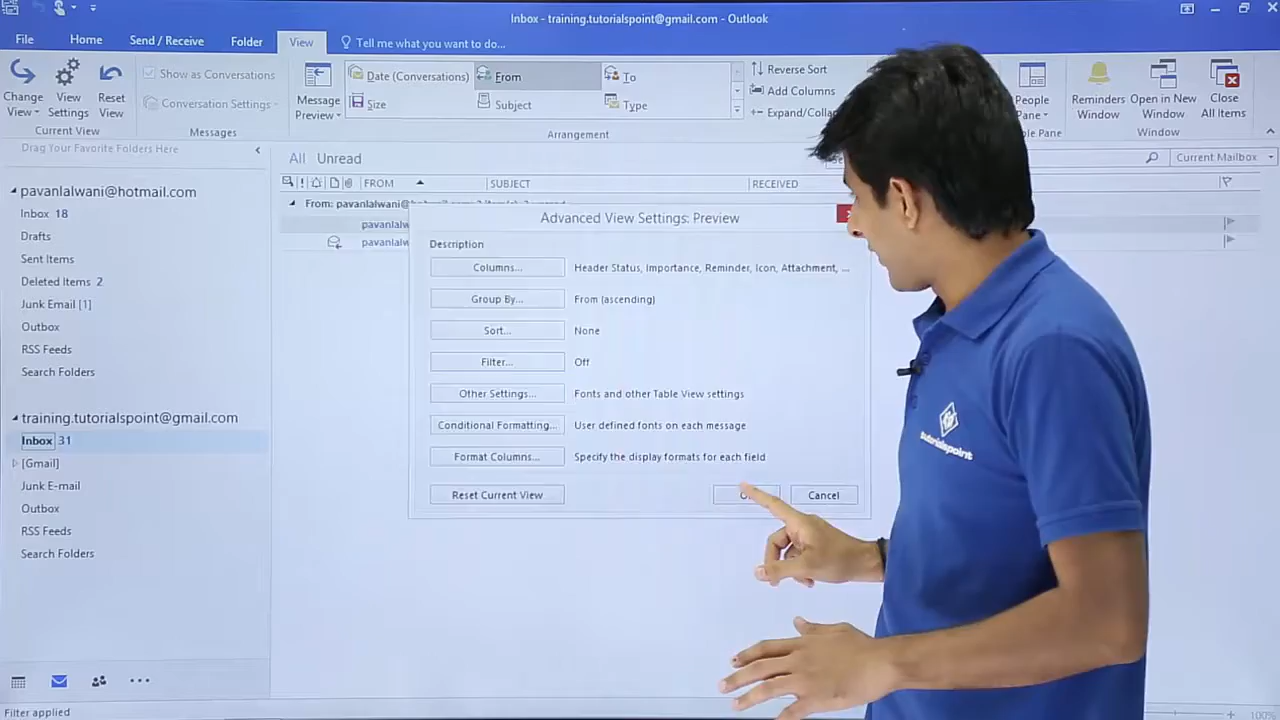 Inbox - training.tutorialspoint@gmail.com - Outlook
File Home Send / Receive Folder View Tell me what you want to do...
Change View
View Settings
Reset View
Current View
Show as Conversations
Conversation Settings
Messages
Message Preview
Date (Conversations) From To
Size Subject Type
Arrangement
Reverse Sort
Add Columns
Expand/Collap
People Pane
Reminders Window
Open in New Window
Close All Items
Window
Drag Your Favorite Folders Here
All Unread
Current Mailbox
FROM SUBJECT RECEIVED
From: pavanlalwani@hotmail.com
pavanlalw
pavanlalw
pavanlalwani@hotmail.com
Inbox 18
Drafts
Sent Items
Deleted Items 2
Junk Email [1]
Outbox
RSS Feeds
Search Folders
training.tutorialspoint@gmail.com
Inbox 31
[Gmail]
Junk E-mail
Outbox
RSS Feeds
Search Folders
Filter applied
Advanced View Settings: Preview
Description
Columns... Header Status, Importance, Reminder, Icon, Attachment, ...
Group By... From (ascending)
Sort... None
Filter... Off
Other Settings... Fonts and other Table View settings
Conditional Formatting... User defined fonts on each message
Format Columns... Specify the display formats for each field
Reset Current View Cancel
tutorialspoint
100%